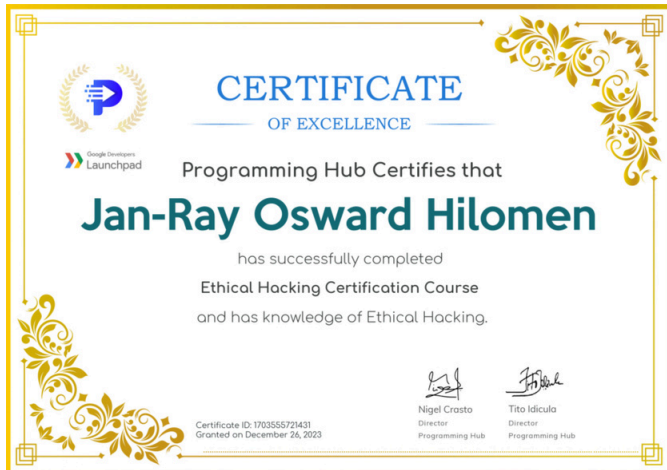 CERTIFICATE
OF EXCELLENCE
Google Developers
Launchpad
Programming Hub Certifies that
Jan-Ray Osward Hilomen
has successfully completed
Ethical Hacking Certification Course
and has knowledge of Ethical Hacking.
Nigel Crasto
Director
Programming Hub
Tito Idicula
Director
Programming Hub
Certificate ID: 1703555721431
Granted on December 26, 2023